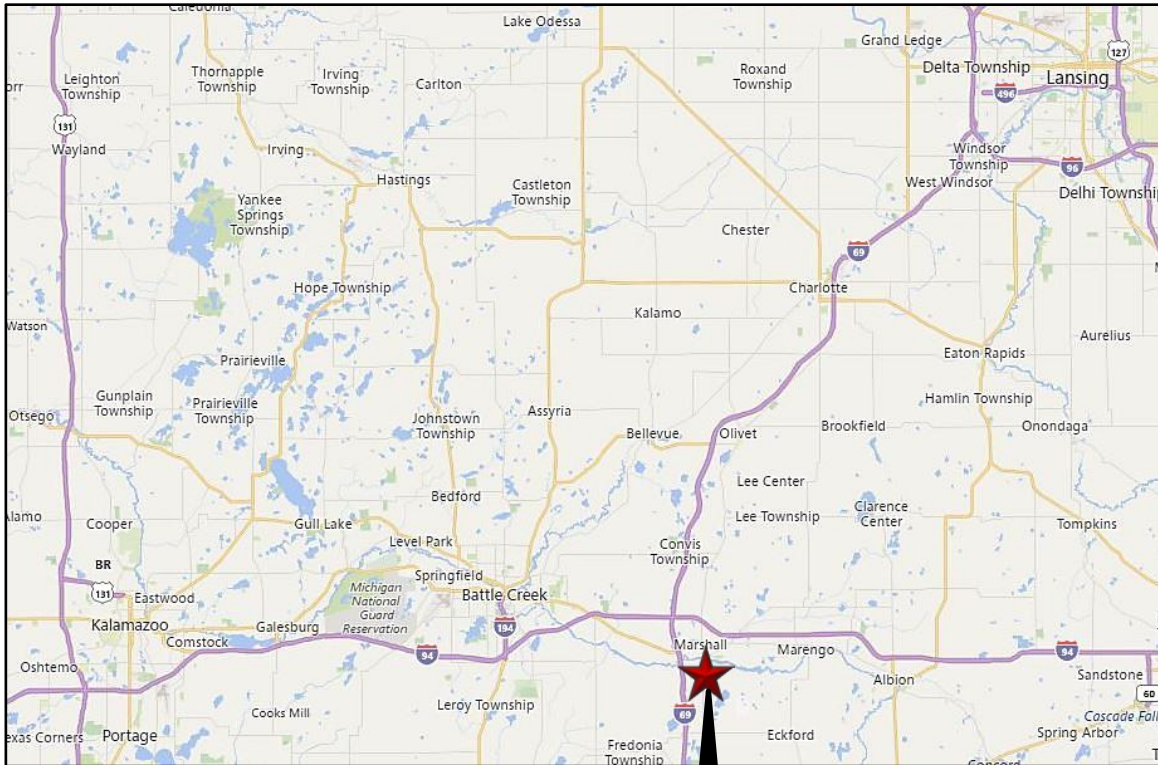 Caledonia
Lake Odessa
Grand Ledge
127
Leighton
Township
Thornapple
Township
Irving
Township
Carlton
Roxand
Township
Delta Township
Lansing
orr
496
131
Wayland
Irving
Windsor
Township
96
Hastings
Castleton
Township
West Windsor
Delhi Township
Yankee
Springs
Township
Chester
69
M
Hope Township
Charlotte
Kalamo
Watson
Aurelius
Prairieville
Eaton Rapids
Gunplain
Township
Hamlin Township
Prairieville
Township
Otsego
Johnstown
Township
Assyria
Brookfield
Onondaga
Bellevue
Olivet
Lee Center
Bedford
Clarence
Center
Alamo
Cooper
Gull Lake
Lee Township
Tompkins
Level Park
Convis
Township
BR
Springfield
131
Eastwood
Michigan
National
Guard
Reservation
Battle Creek
Kalamazoo
Galesburg
194
Comstock
Marshall
Marengo
94
94
Oshtemo
Sandstone
Albion
60
Leroy Township
Cooks Mill
69
Cascade Fall
Spring Arbor
Texas Corners
Portage
Eckford
Fredonia
Township
T
Concord